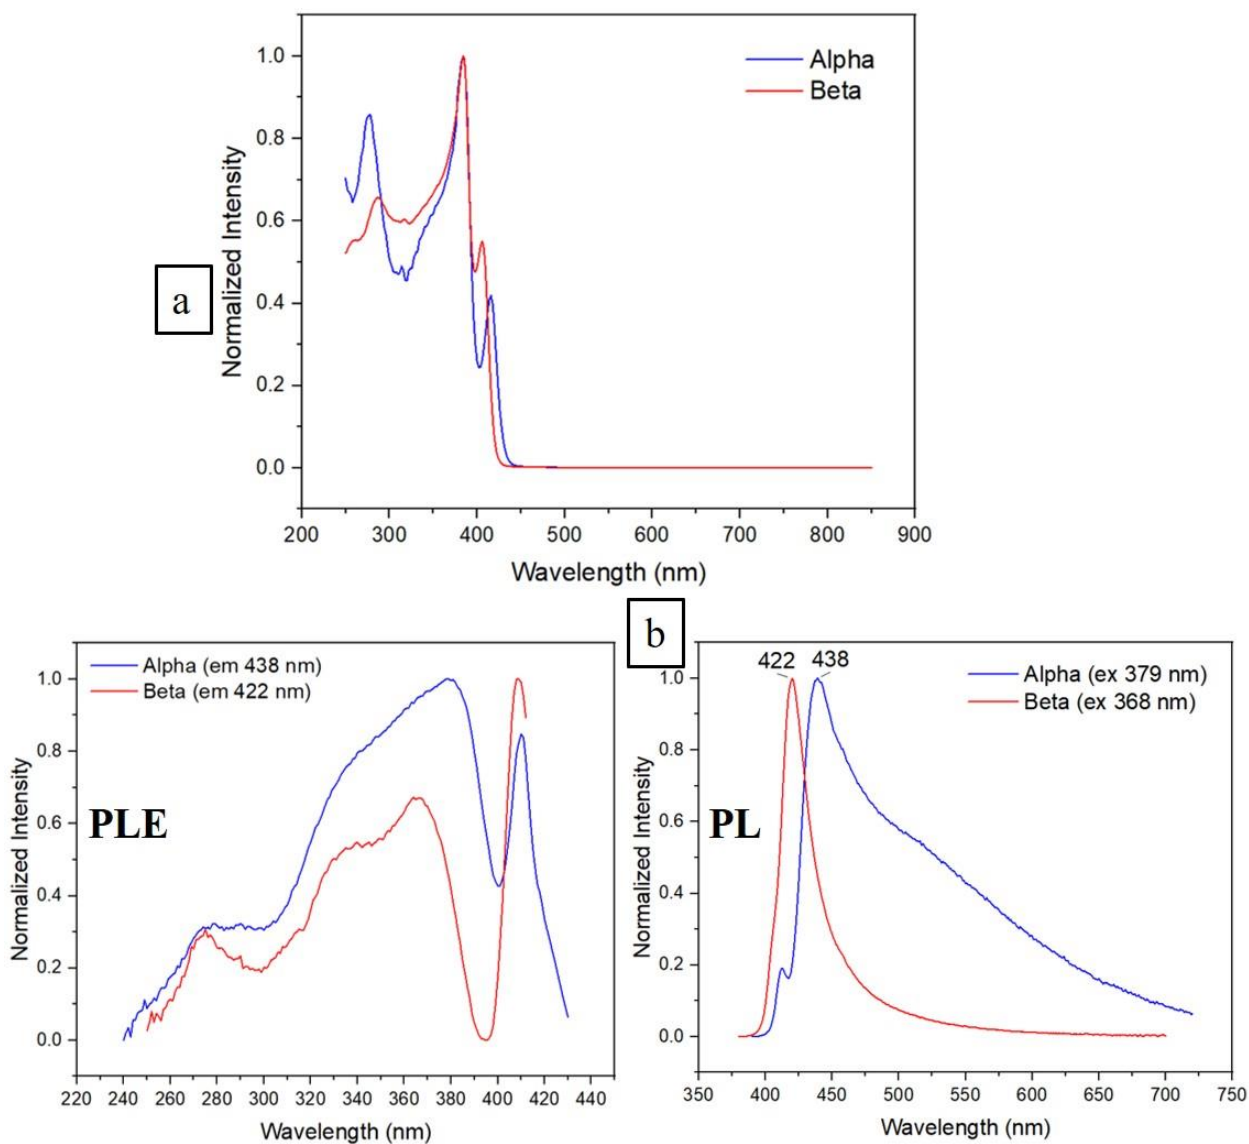 Alpha
Beta
1.0
0.8
0.6
0.4
0.2
0.0
Normalized Intensity
a
200 300 400 500 600 700 800 900
Wavelength (nm)
b
Alpha (em 438 nm)
Beta (em 422 nm)
1.0
0.8
0.6
0.4
0.2
0.0
Normalized Intensity
PLE
220 240 260 280 300 320 340 360 380 400 420 440
Wavelength (nm)
422 438
Alpha (ex 379 nm)
Beta (ex 368 nm)
1.0
0.8
0.6
0.4
0.2
0.0
Normalized Intensity
PL
350 400 450 500 550 600 650 700 750
Wavelength (nm)